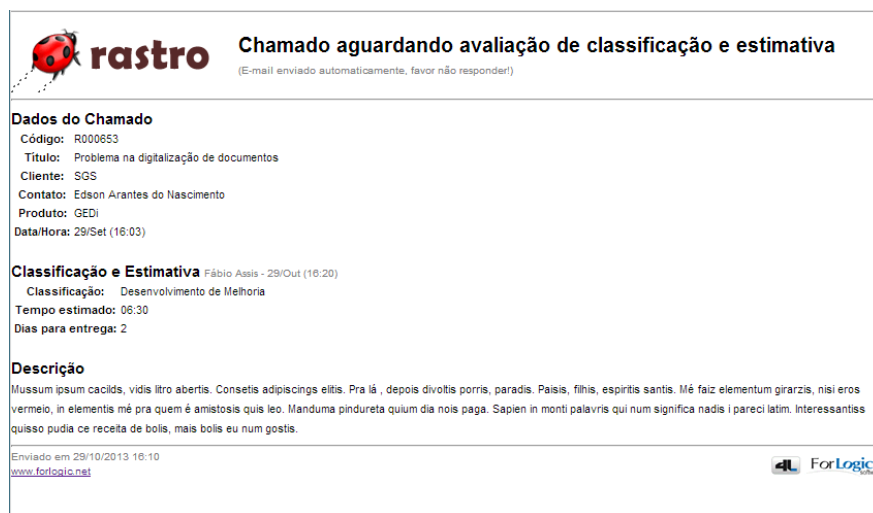 rastro
Chamado aguardando avaliação de classificação e estimativa
(E-mail enviado automaticamente, favor não responder!)
Dados do Chamado
Código: R000653
Título: Problema na digitalização de documentos
Cliente: SGS
Contato: Edson Arantes do Nascimento
Produto: GEDi
Data/Hora: 29/Set (16:03)
Classificação e Estimativa Fábio Assis - 29/Out (16:20)
Classificação: Desenvolvimento de Melhoria
Tempo estimado: 06:30
Dias para entrega: 2
Descrição
Mussum ipsum cacilds, vidis litro abertis. Consetis adipiscings elitis. Pra lá , depois divoltis porris, paradis. Paisis, filhis, espiritis santis. Mé faiz elementum girarzis, nisi eros
vermeio, in elementis mé pra quem é amistosis quis leo. Manduma pindureta quium dia nois paga. Sapien in monti palavris qui num significa nadis i pareci latim. Interessantiss
quisso pudia ce receita de bolis, mais bolis eu num gostis.
Enviado em 29/10/2013 16:10
www.forlogic.net
4L ForLogic